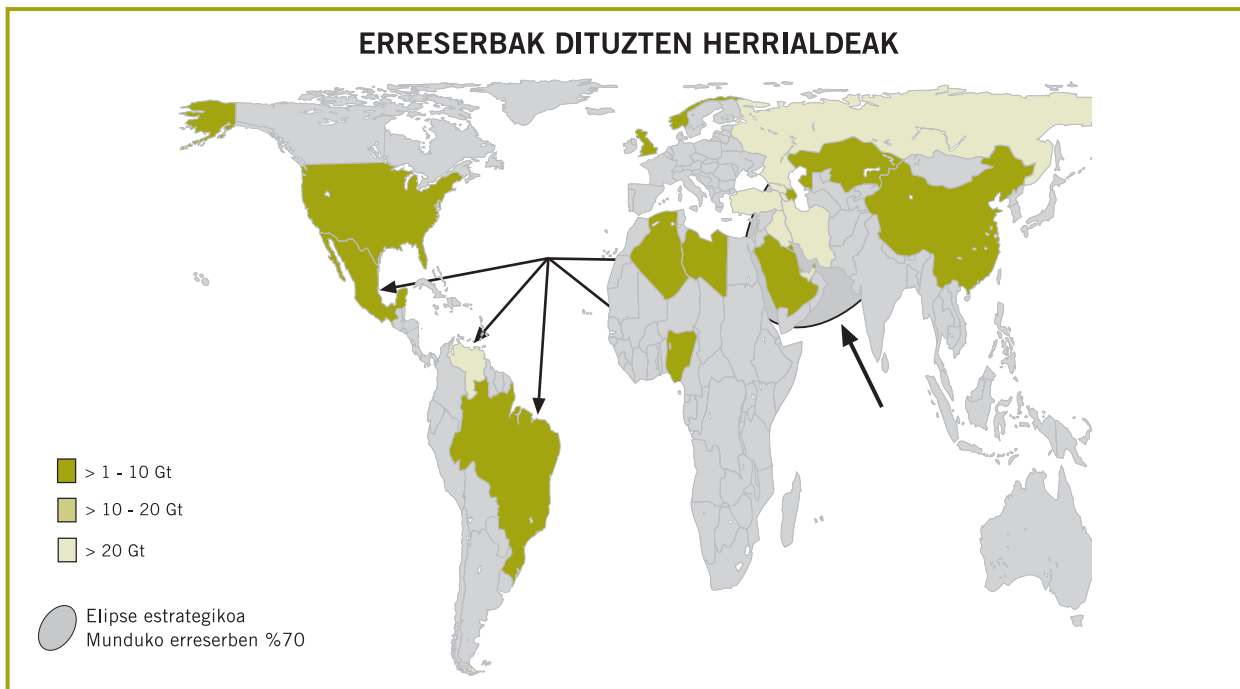 ERRESERBAK DITUZTEN HERRIALDEAK
> 1 - 10 Gt
> 10 - 20 Gt
> 20 Gt
Elipse estrategikoa
Munduko erreserben %70